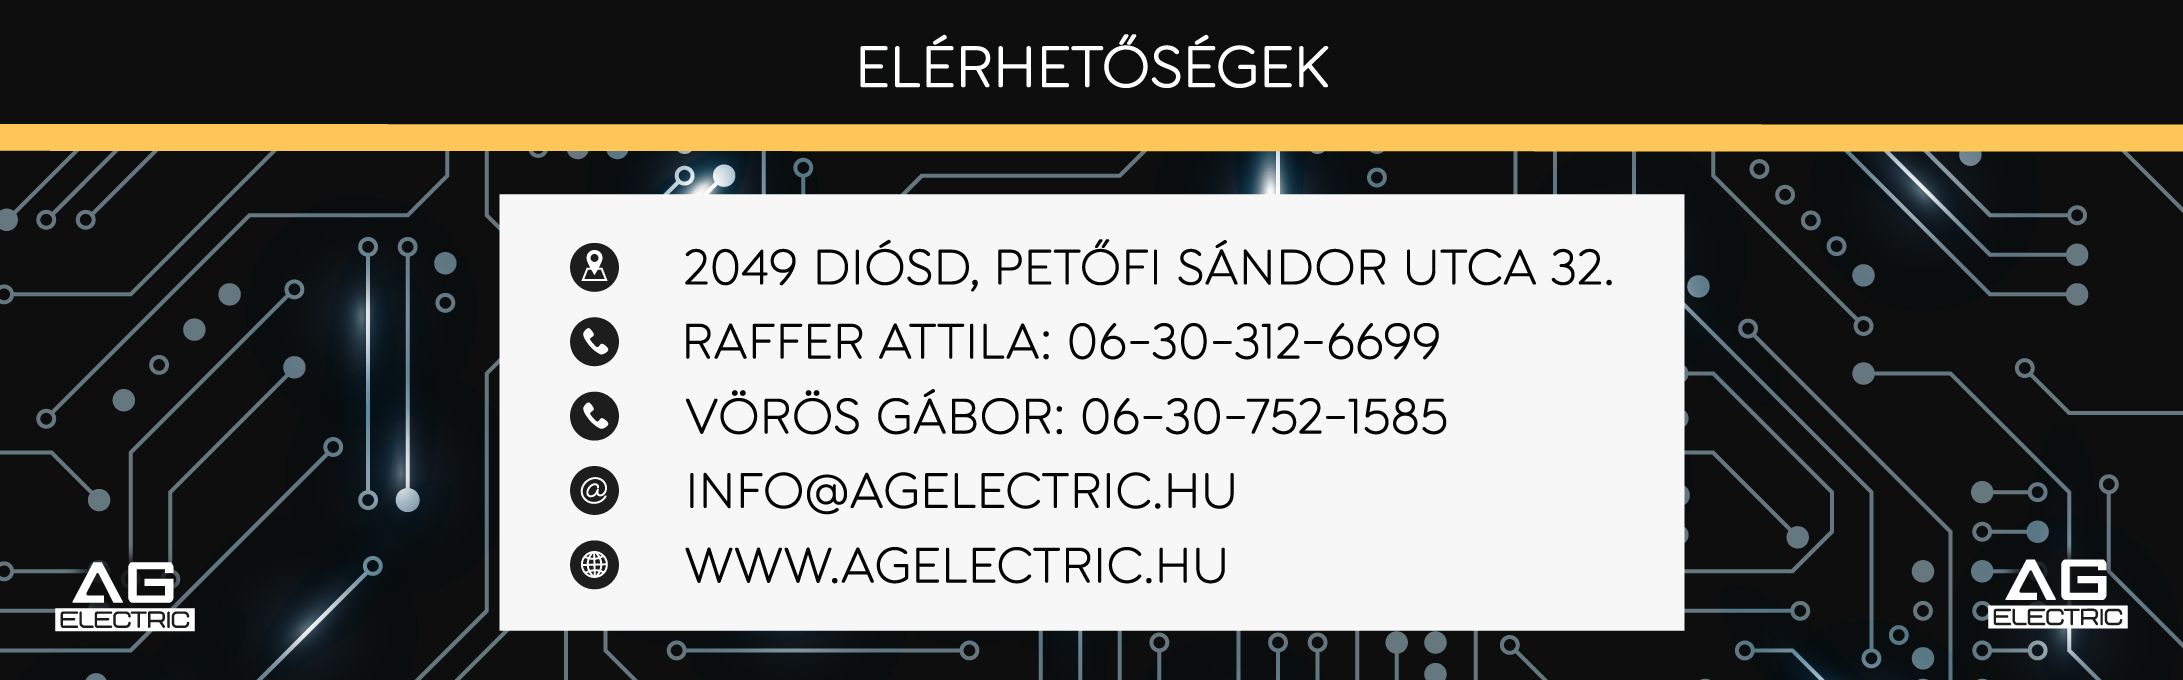 ELÉRHETŐSÉGEK
2049 DIÓSD, PETŐFI SÁNDOR UTCA 32.
RAFFER ATTILA: 06-30-312-6699
VÖRÖS GÁBOR: 06-30-752-1585
INFO@AGELECTRIC.HU
WWW.AGELECTRIC.HU
AG
ELECTRIC
AG
ELECTRIC